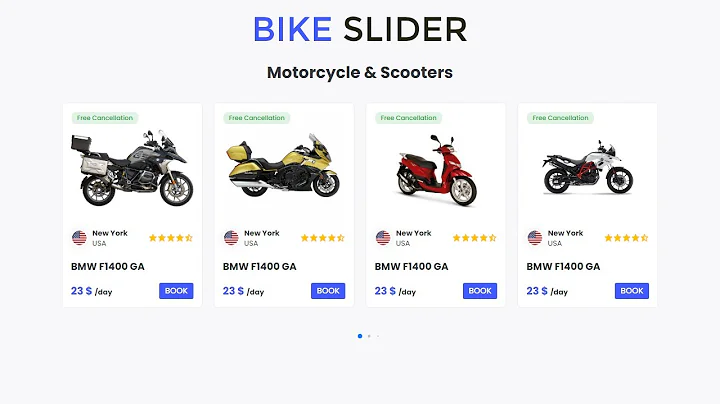 BIKE SLIDER
Motorcycle & Scooters
Free Cancellation
New York
USA
BMW F1400 GA
23 $ /day
BOOK
Free Cancellation
New York
USA
BMW F1400 GA
23 $ /day
BOOK
Free Cancellation
New York
USA
BMW F1400 GA
23 $ /day
BOOK
Free Cancellation
New York
USA
BMW F1400 GA
23 $ /day
BOOK